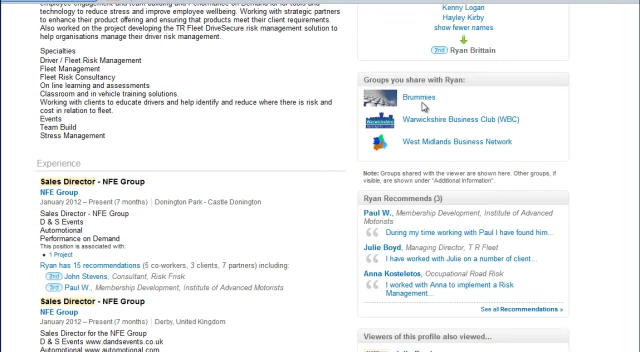 employee engagement and team building and Performance on Demand for for tools and
technology to reduce stress and improve employee wellbeing. Working with strategic partners
to enhance their product offering and ensuring that products meet their client requirements.
Also worked on the project developing the TR Fleet DriveSecure risk management solution to
help organisations manage their driver risk management.
Specialties
Driver / Fleet Risk Management
Fleet Management
Fleet Risk Consultancy
On line learning and assessments
Classroom and in vehicle training solutions.
Working with clients to educate drivers and help identify and reduce where there is risk and
cost in relation to fleet.
Events
Team Build
Stress Management
Experience
Sales Director - NFE Group
NFE Group
January 2012 – Present (7 months) | Donington Park - Castle Donington
Sales Director - NFE Group
D & S Events
Automotional
Performance on Demand
This position is associated with:
• 1 Project
Ryan has 15 recommendations (5 co-workers, 3 clients, 7 partners) including:
2nd John Stevens, Consultant, Risk Frisk
3rd Paul W., Membership Development, Institute of Advanced Motorists
Sales Director - NFE Group
NFE Group
January 2012 – Present (7 months) | Derby, United Kingdom
Sales Director for the NFE Group
D & S Events www.dandsevents.co.uk
Automotional www.automotional.com
Kenny Logan
Hayley Kirby
show fewer names
2nd Ryan Brittain
Groups you share with Ryan:
Brummies
Warwickshire Business Club (WBC)
West Midlands Business Network
Note: Groups shared with the viewer are shown here. Other groups, if
visible, are shown under "Additional Information".
Ryan Recommends (3)
Paul W., Membership Development, Institute of Advanced
Motorists
During my time working with Paul I have found him...
Julie Boyd, Managing Director, T R Fleet
I have worked with Julie on a number of client...
Anna Kosteletos, Occupational Road Risk
I worked with Anna to implement a Risk
Management...
See all Recommendations »
Viewers of this profile also viewed...